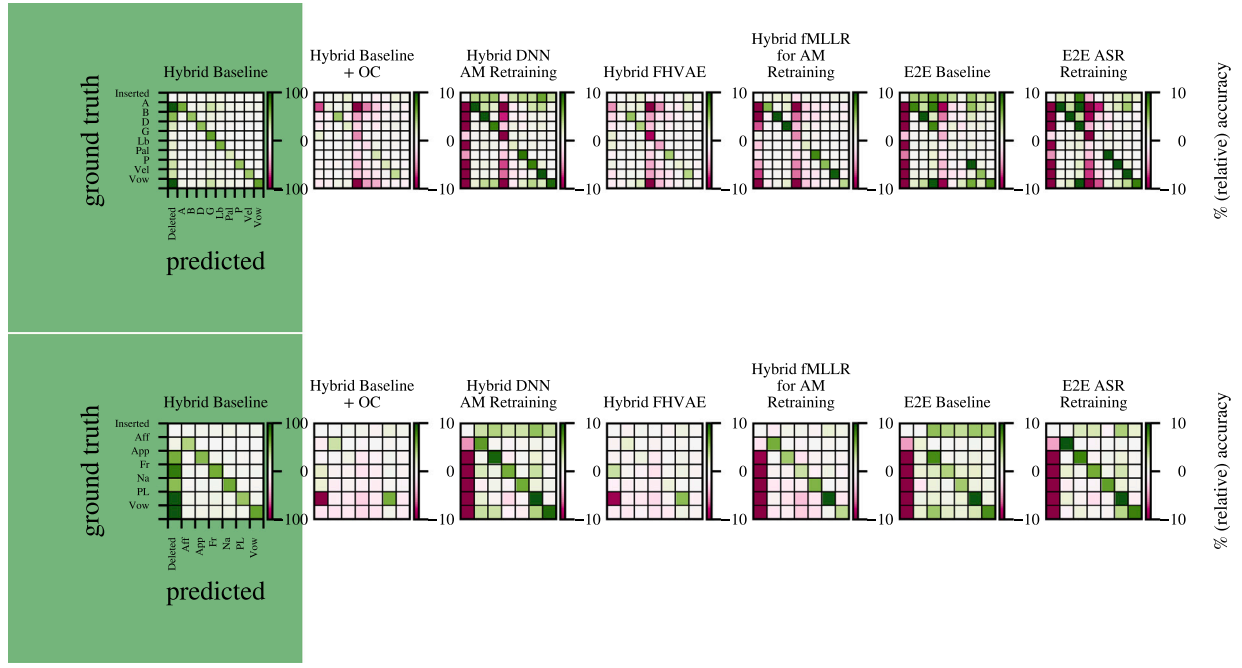 ground truth
Hybrid Baseline
Inserted
A
B
D
G
Lb
Pal
P
Vel
Vow
Deleted
A
B
D
G
Lb
Pal
P
Vel
Vow
predicted
100
0
−100
Hybrid Baseline
+ OC
10
0
−10
Hybrid DNN
AM Retraining
10
0
−10
Hybrid FHVAE
10
0
−10
Hybrid fMLLR
for AM
Retraining
10
0
−10
E2E Baseline
10
0
−10
E2E ASR
Retraining
10
0
−10
% (relative) accuracy
ground truth
Hybrid Baseline
Inserted
Aff
App
Fr
Na
PL
Vow
Deleted
Aff
App
Fr
Na
PL
Vow
predicted
100
0
−100
Hybrid Baseline
+ OC
10
0
−10
Hybrid DNN
AM Retraining
10
0
−10
Hybrid FHVAE
10
0
−10
Hybrid fMLLR
for AM
Retraining
10
0
−10
E2E Baseline
10
0
−10
E2E ASR
Retraining
10
0
−10
% (relative) accuracy